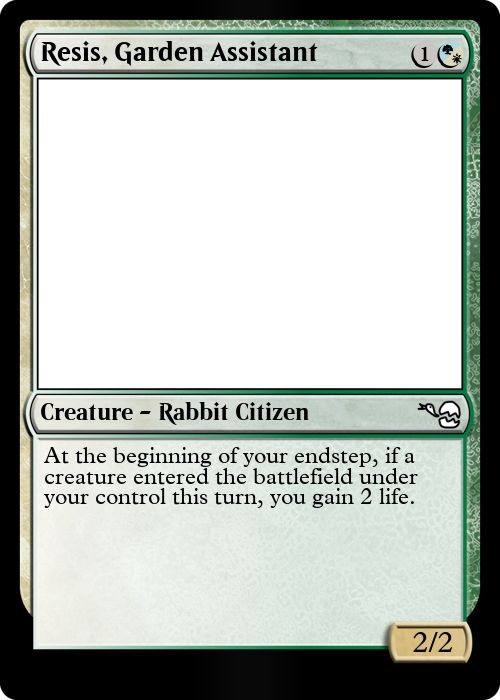 Resis, Garden Assistant 1
Creature – Rabbit Citizen
At the beginning of your endstep, if a
creature entered the battlefield under
your control this turn, you gain 2 life.
2/2